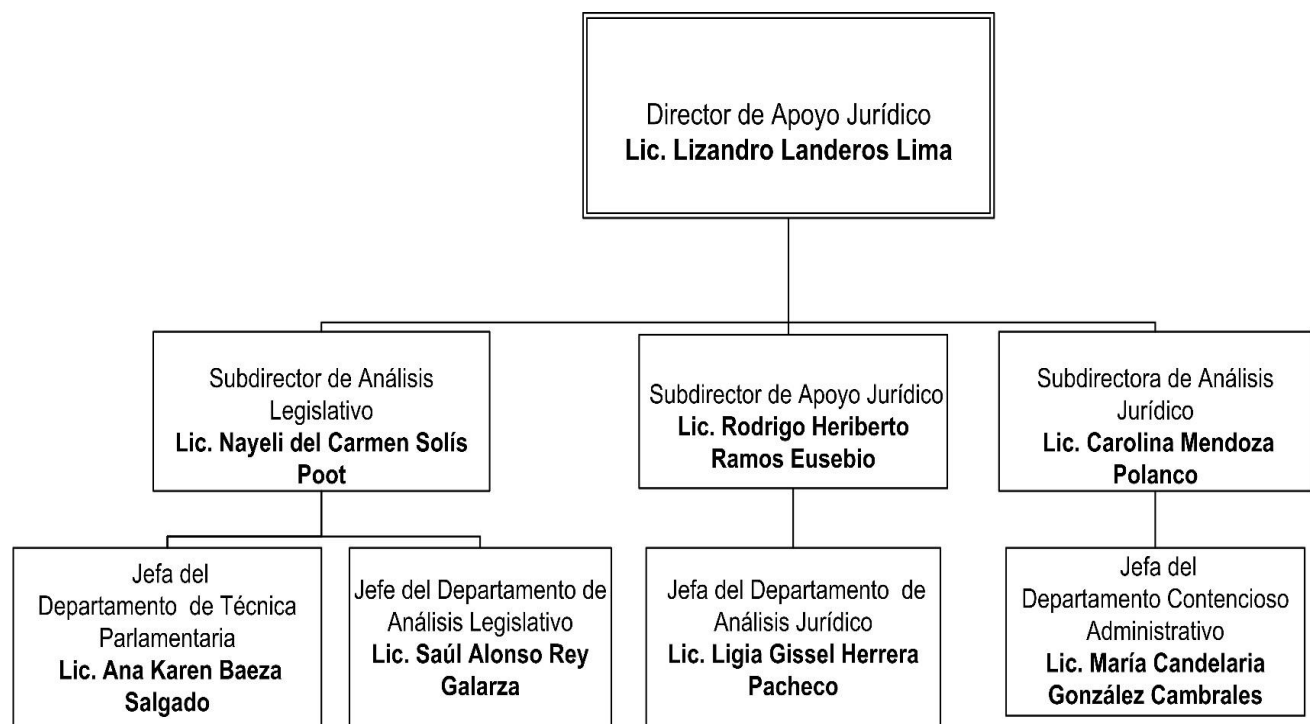 Director de Apoyo Jurídico
Lic. Lizandro Landeros Lima
Subdirector de Análisis
Legislativo
Lic. Nayeli del Carmen Solís
Poot
Subdirector de Apoyo Jurídico
Lic. Rodrigo Heriberto
Ramos Eusebio
Subdirectora de Análisis
Jurídico
Lic. Carolina Mendoza
Polanco
Jefa del
Departamento de Técnica
Parlamentaria
Lic. Ana Karen Baeza
Salgado
Jefe del Departamento de
Análisis Legislativo
Lic. Saúl Alonso Rey
Galarza
Jefa del Departamento de
Análisis Jurídico
Lic. Ligia Gissel Herrera
Pacheco
Jefa del
Departamento Contencioso
Administrativo
Lic. María Candelaria
González Cambrales